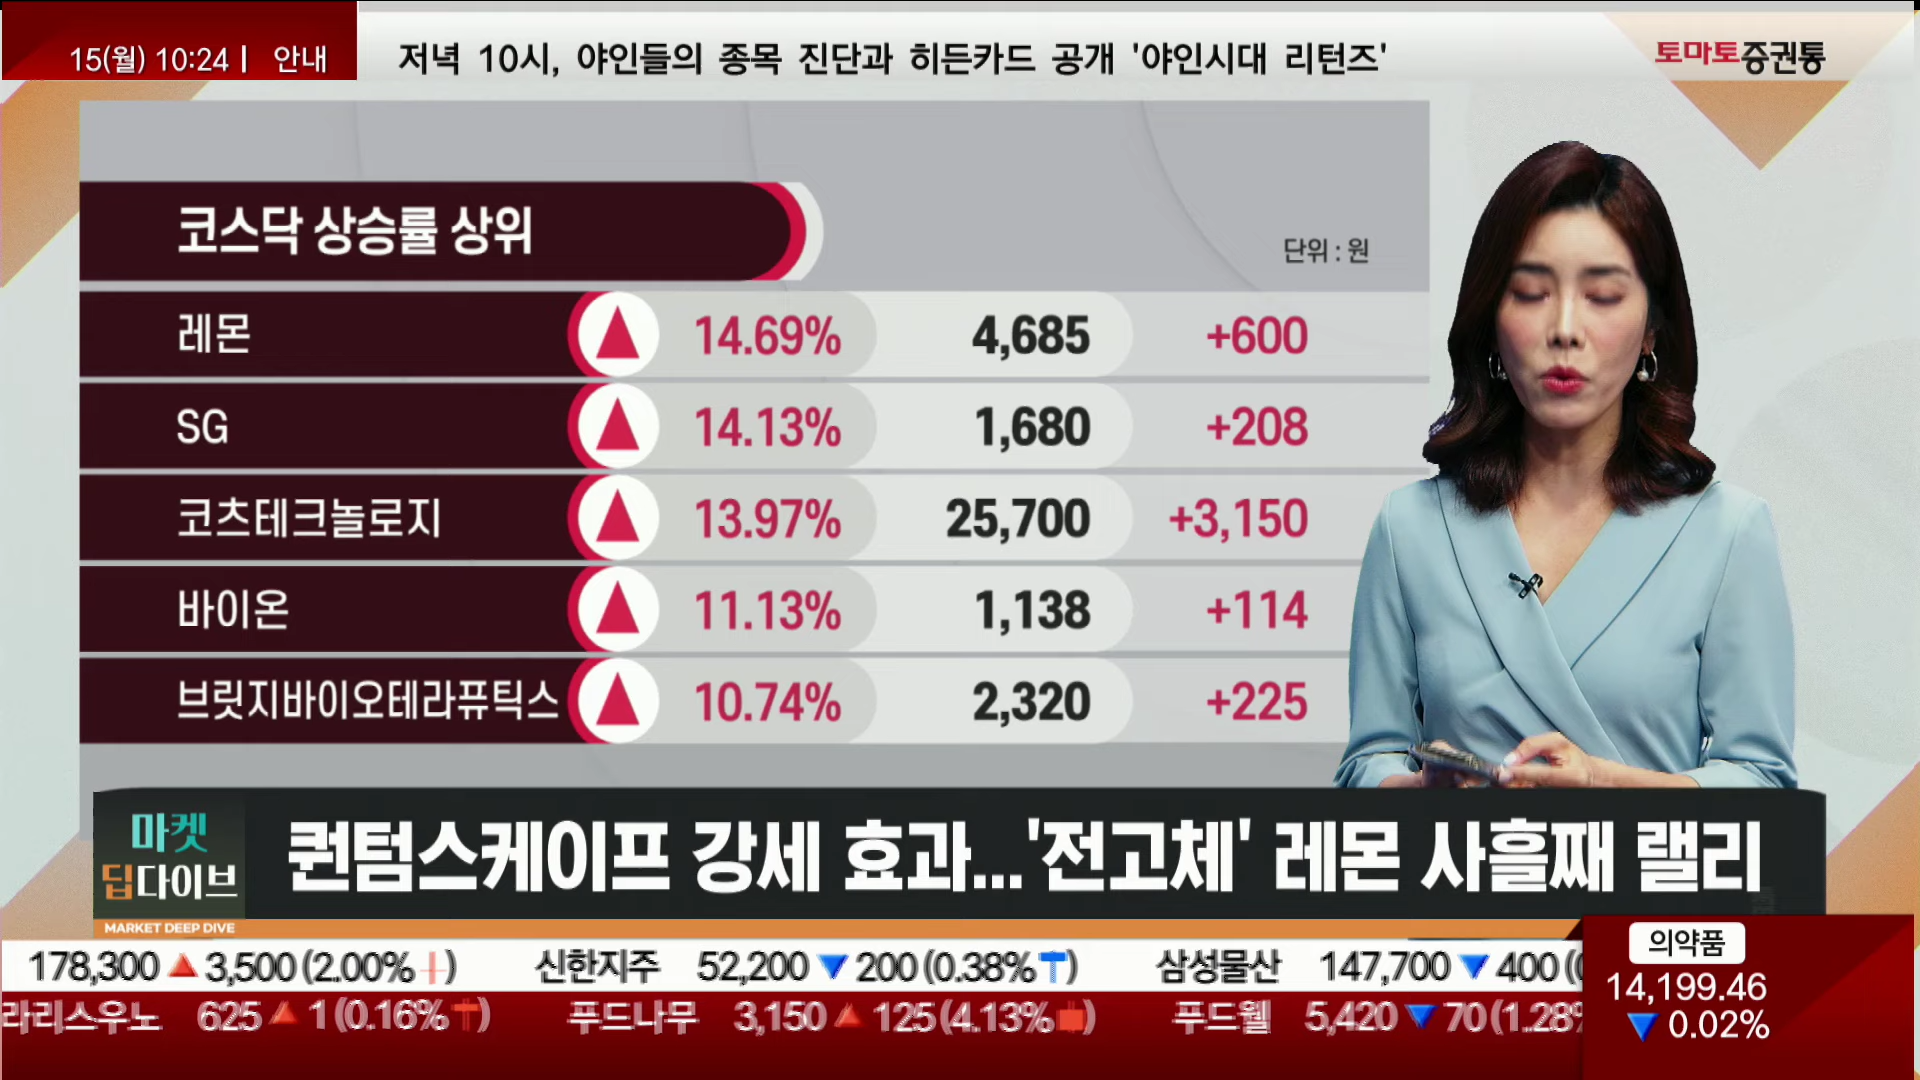 15(월) 10:24 | 안내
저녁 10시, 야인들의 종목 진단과 히든카드 공개 '야인시대 리턴즈'
토마토증권통
코스닥 상승률 상위
단위 : 원
레몬 ▲ 14.69% 4,685 +600
SG ▲ 14.13% 1,680 +208
코츠테크놀로지 ▲ 13.97% 25,700 +3,150
바이온 ▲ 11.13% 1,138 +114
브릿지바이오테라퓨틱스 ▲ 10.74% 2,320 +225
마켓
딥다이브
MARKET DEEP DIVE
퀀텀스케이프 강세 효과...'전고체' 레몬 사흘째 랠리
178,300 ▲ 3,500 (2.00%) 신한지주 52,200 ▼ 200 (0.38%) 삼성물산 147,700 ▼ 400
라리스우노 625 ▲ 1 (0.16%) 푸드나무 3,150 ▲ 125 (4.13%) 푸드웰 5,420 ▼ 70 (1.28%
의약품
14,199.46
▼ 0.02%